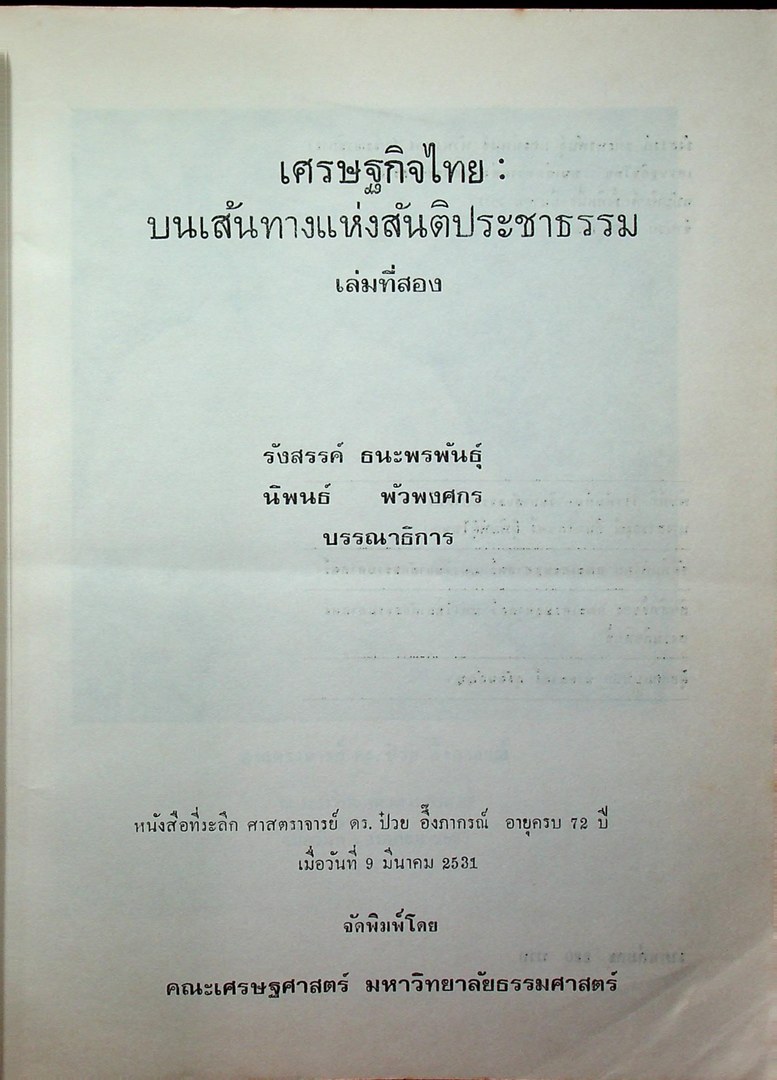 เศรษฐกิจไทย :
บนเส้นทางแห่งสันติประชาธรรม
เล่มที่สอง
รังสรรค์ ธนะพรพันธุ์
นิพนธ์ พัวพงศกร
บรรณาธิการ
หนังสือที่ระลึก ศาสตราจารย์ ดร. ป๋วย อึ๊งภากรณ์ อายุครบ 72 ปี
เมื่อวันที่ 9 มีนาคม 2531
จัดพิมพ์โดย
คณะเศรษฐศาสตร์ มหาวิทยาลัยธรรมศาสตร์